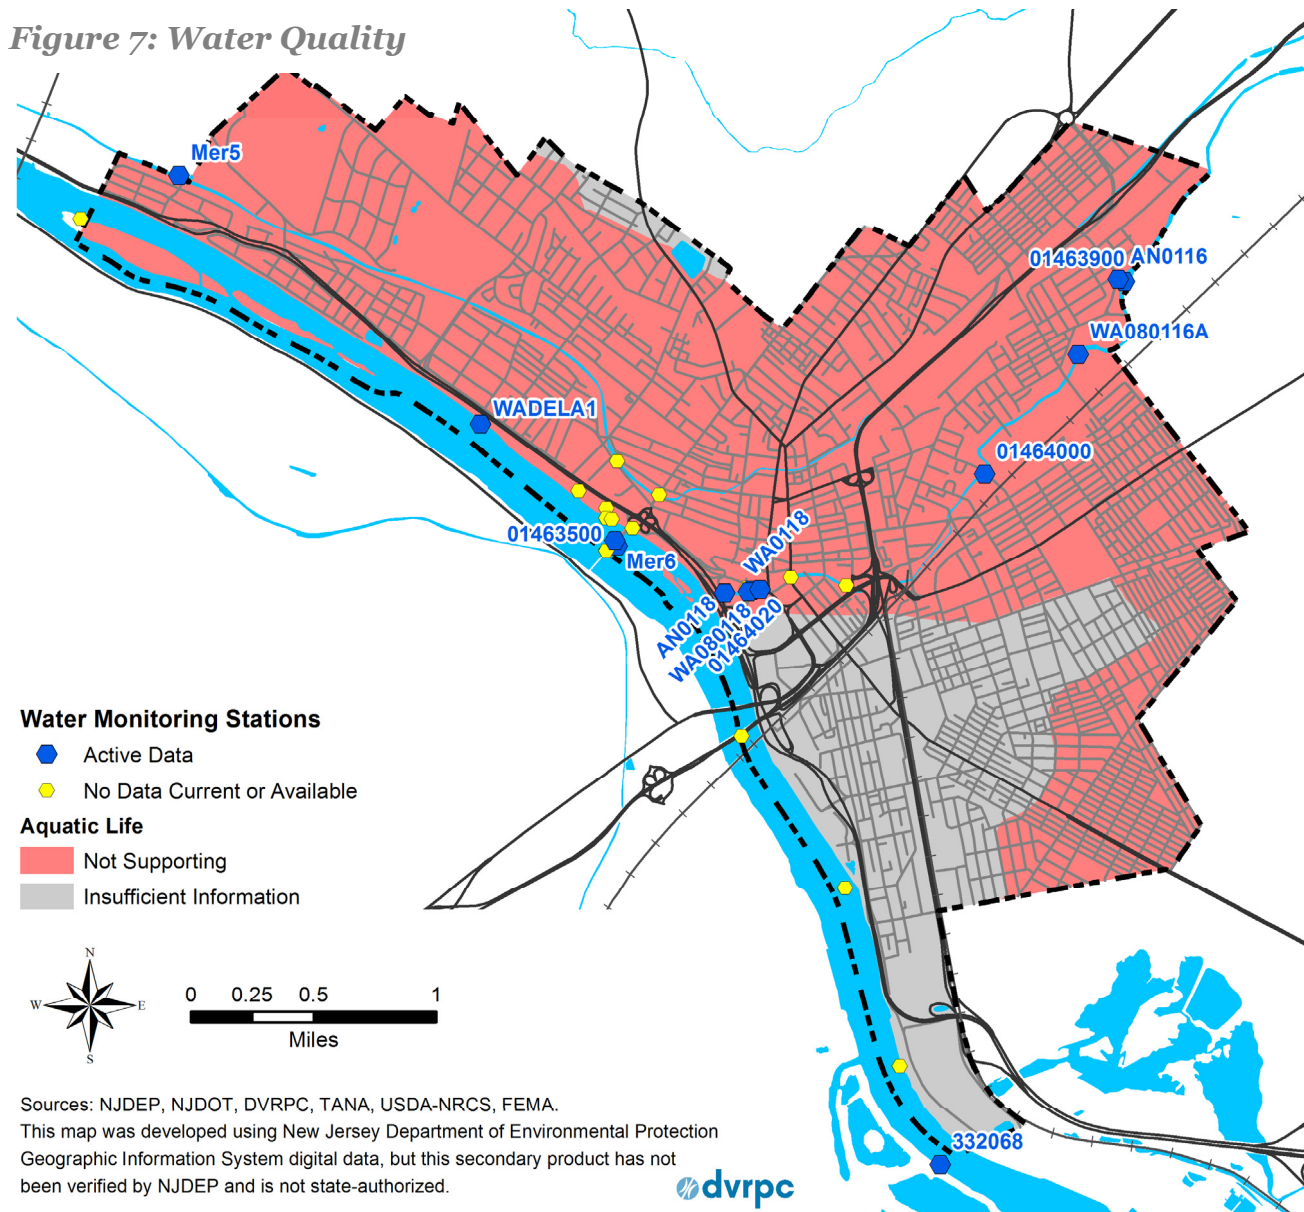 Figure 7: Water Quality
Mer5
01463900
AN0116
WA080116A
WADELA1
01464000
01463500
Mer6
WA0118
AN0118
WA080118
01464020
Water Monitoring Stations
Active Data
No Data Current or Available
Aquatic Life
Not Supporting
Insufficient Information
N
W
E
S
0 0.25 0.5 1
Miles
Sources: NJDEP, NJDOT, DVRPC, TANA, USDA-NRCS, FEMA.
This map was developed using New Jersey Department of Environmental Protection
Geographic Information System digital data, but this secondary product has not
been verified by NJDEP and is not state-authorized.
dvrpc
332068